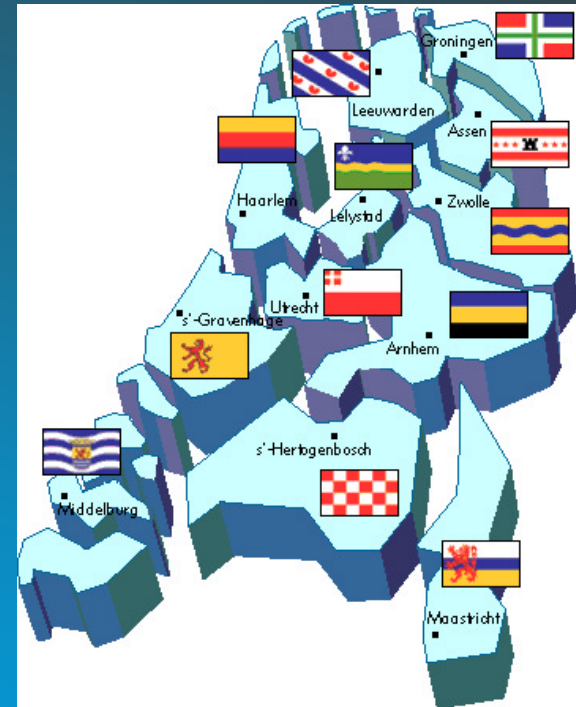 Groningen
Leeuwarden
Assen
Haarlem
Lelystad
Zwolle
Utrecht
s'-Gravenhage
Arnhem
s'-Hertogenbosch
Middelburg
Maastricht